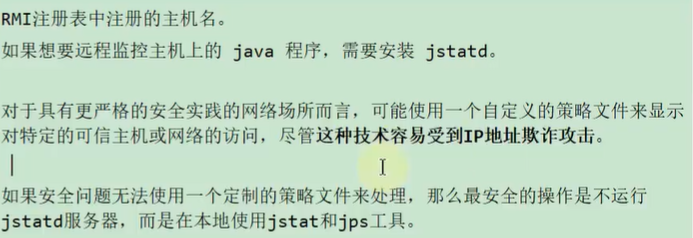 RMI注册表中注册的主机名。
如果想要远程监控主机上的 java 程序，需要安装 jstatd。
对于具有更严格的安全实践的网络场所而言，可能使用一个自定义的策略文件来显示
对特定的可信主机或网络的访问，尽管这种技术容易受到IP地址欺诈攻击。
如果安全问题无法使用一个定制的策略文件来处理，那么最安全的操作是不运行
jstatd服务器，而是在本地使用jstat和jps工具。